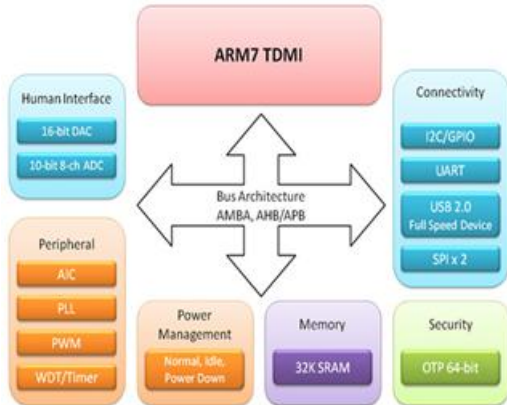 ARM7 TDMI
Human Interface
16-bit DAC
10-bit 8-ch ADC
Connectivity
I2C/GPIO
UART
USB 2.0
Full Speed Device
SPI x 2
Bus Architecture
AMBA, AHB/APB
Peripheral
AIC
PLL
PWM
WDT/Timer
Power
Management
Normal, Idle,
Power Down
Memory
32K SRAM
Security
OTP 64-bit